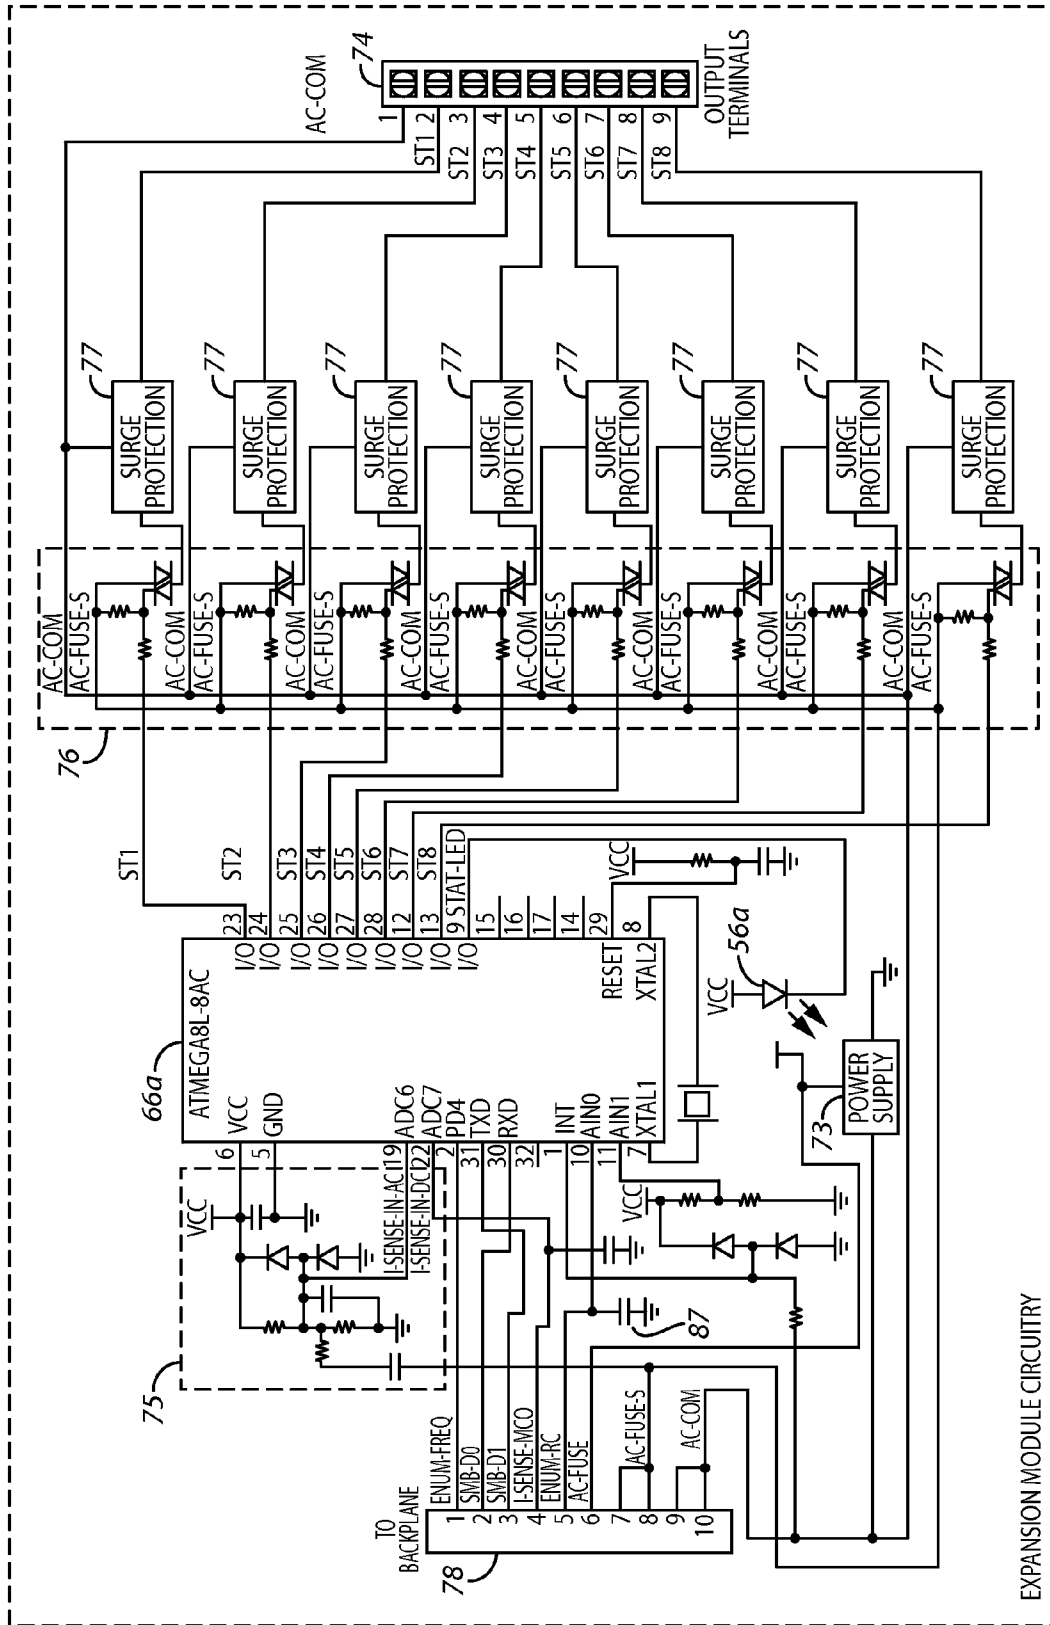 EXPANSION MODULE CIRCUITRY
TO
BACKPLANE
78
1
2
3
4
5
6
7
8
9
10
ENUM-FREQ
SMB-D0
SMB-D1
I-SENSE-MCO
ENUM-RC
AC-FUSE
AC-FUSE-S
AC-COM
75
VCC
I-SENSE-IN-AC
I-SENSE-IN-DC
87
VCC
66a
ATMEGA8L-8AC
6 VCC
5 GND
19 ADC6
22 ADC7
2 PD4
31 TXD
30 RXD
32
1
10 INT
11 AIN0
AIN1
7 XTAL1
73
POWER
SUPPLY
VCC
56a
VCC
I/O 23 ST1
I/O 24 ST2
I/O 25 ST3
I/O 26 ST4
I/O 27 ST5
I/O 28 ST6
I/O 12 ST7
I/O 13 ST8
I/O 9 STAT-LED
15
16
17
14
RESET 29
XTAL2 8
76
AC-COM
AC-FUSE-S
AC-COM
AC-FUSE-S
AC-COM
AC-FUSE-S
AC-COM
AC-FUSE-S
AC-COM
AC-FUSE-S
AC-COM
AC-FUSE-S
AC-COM
AC-FUSE-S
AC-COM
AC-FUSE-S
SURGE
PROTECTION
77
SURGE
PROTECTION
77
SURGE
PROTECTION
77
SURGE
PROTECTION
77
SURGE
PROTECTION
77
SURGE
PROTECTION
77
SURGE
PROTECTION
77
SURGE
PROTECTION
77
74
AC-COM 1
ST1 2
ST2 3
ST3 4
ST4 5
ST5 6
ST6 7
ST7 8
ST8 9
OUTPUT
TERMINALS